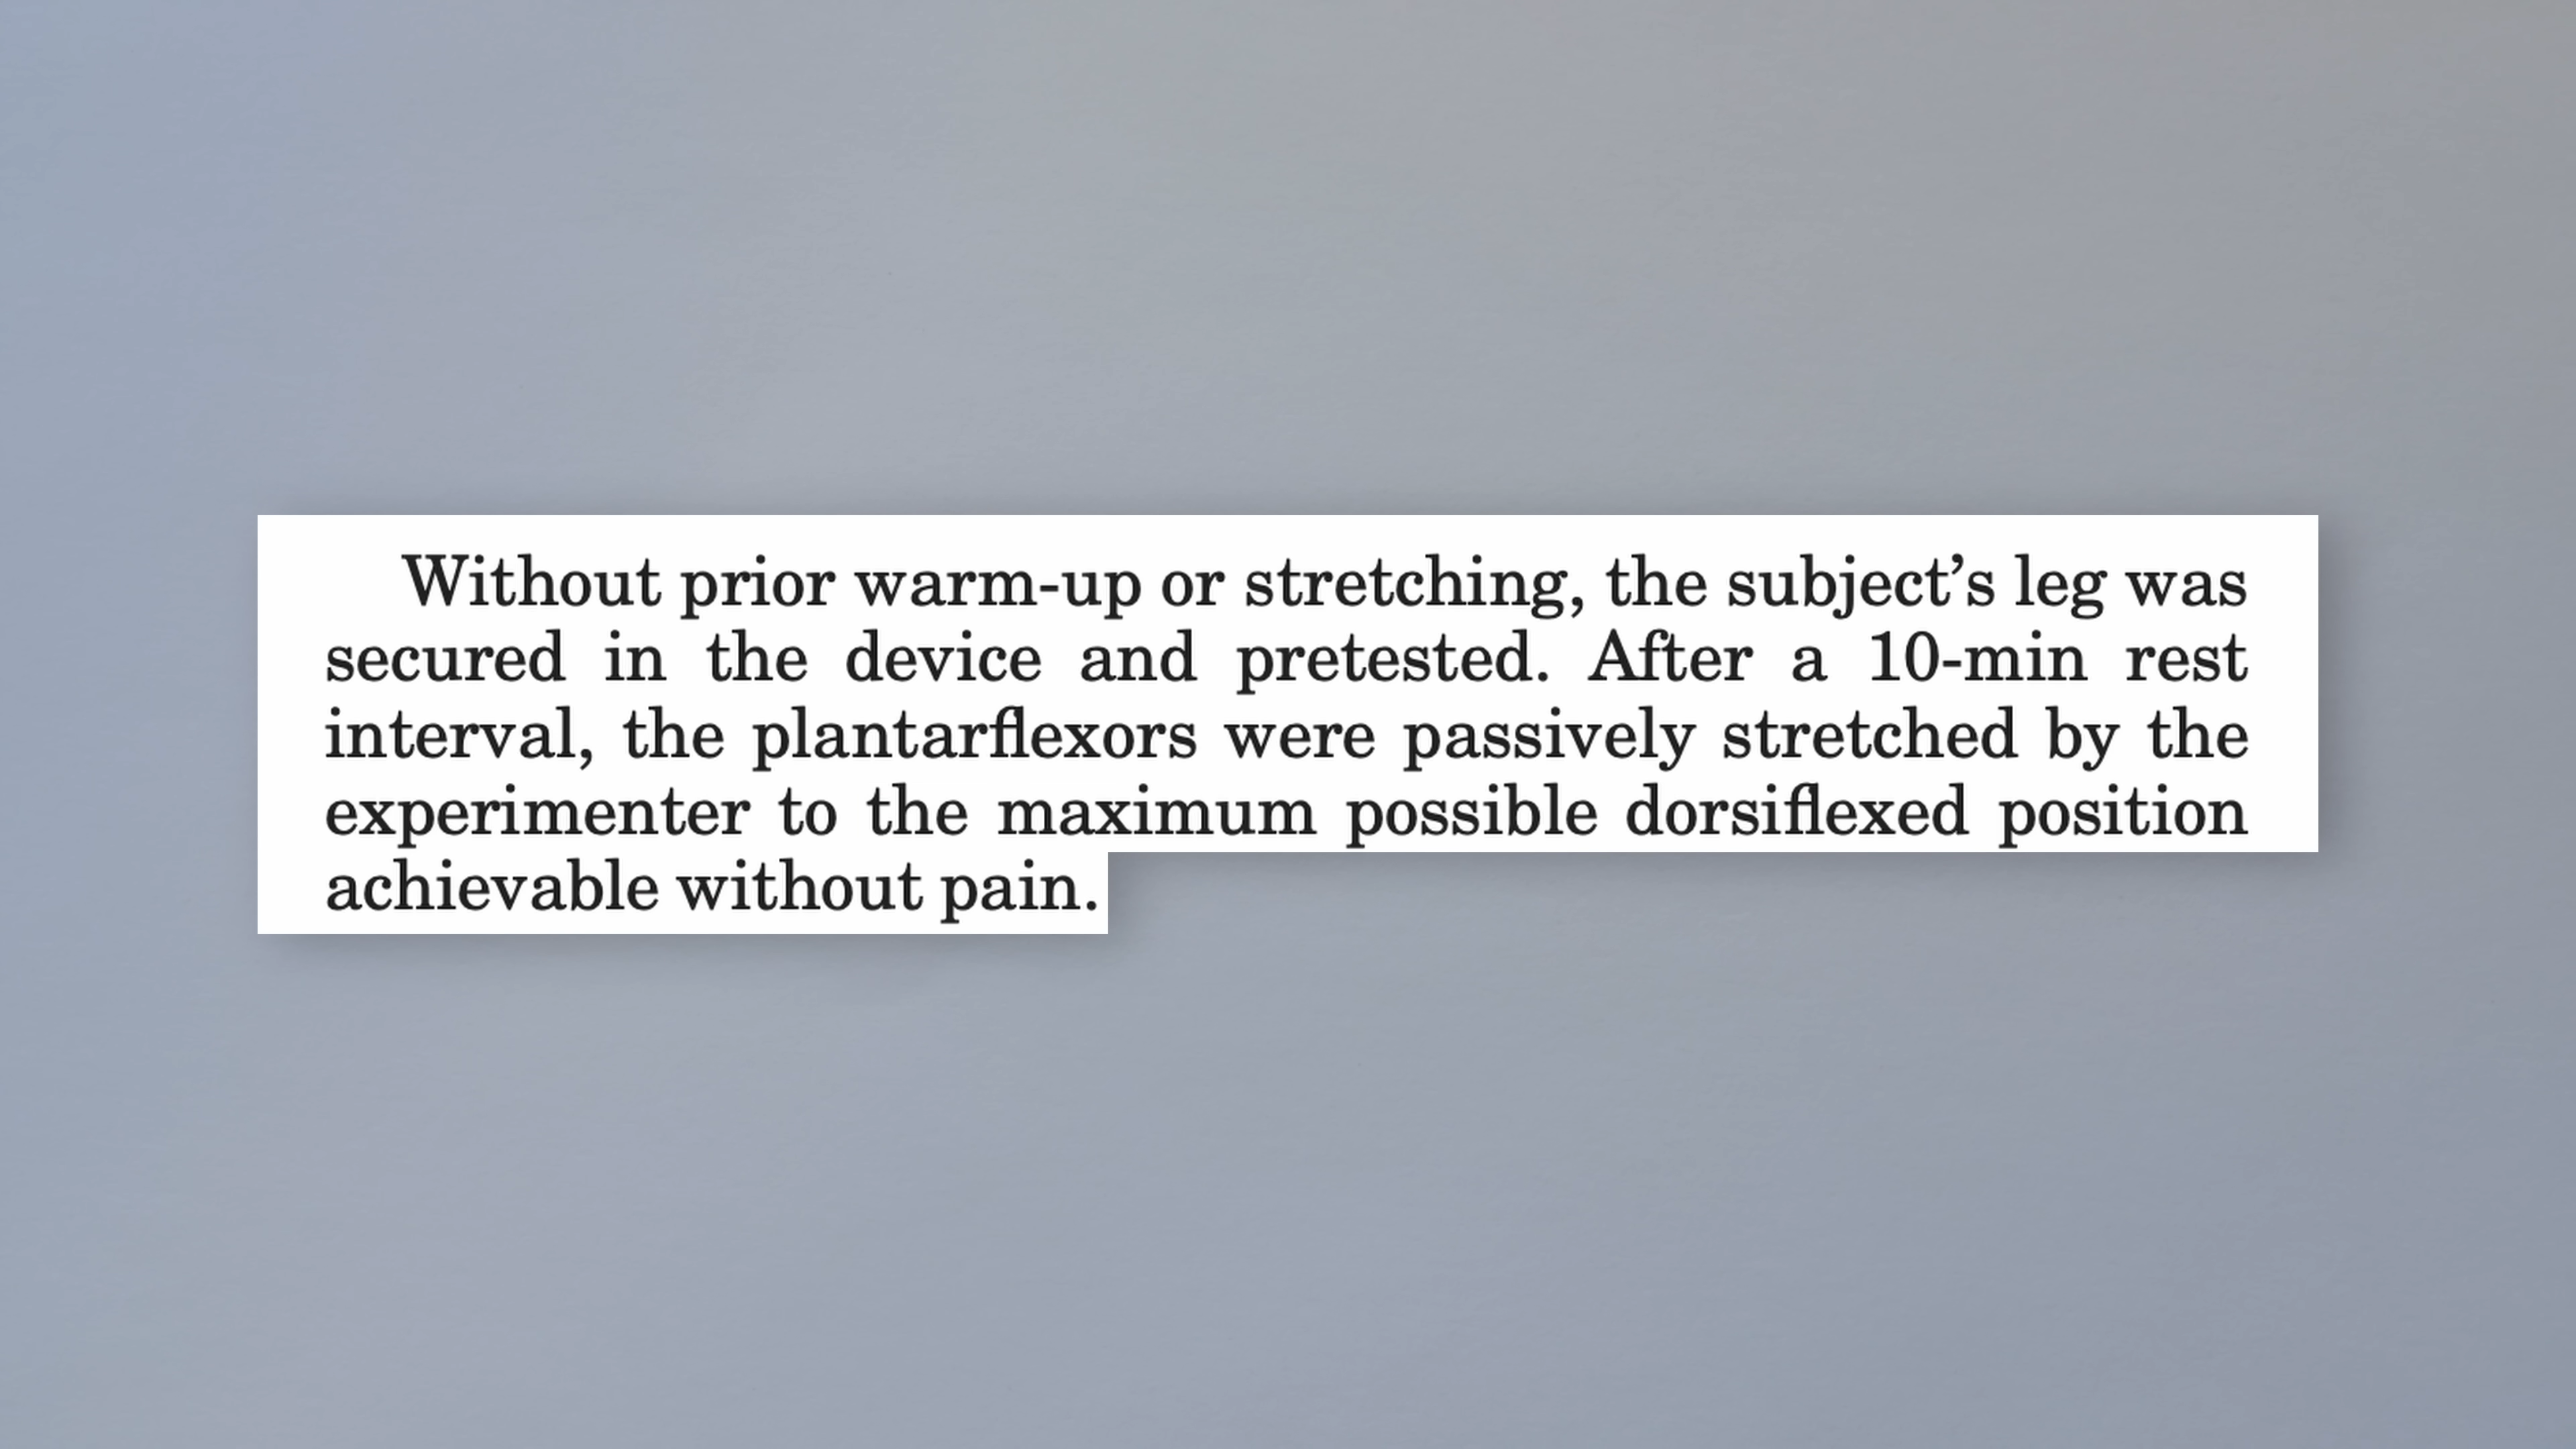 Without prior warm-up or stretching, the subject’s leg was
secured in the device and pretested. After a 10-min rest
interval, the plantarflexors were passively stretched by the
experimenter to the maximum possible dorsiflexed position
achievable without pain.